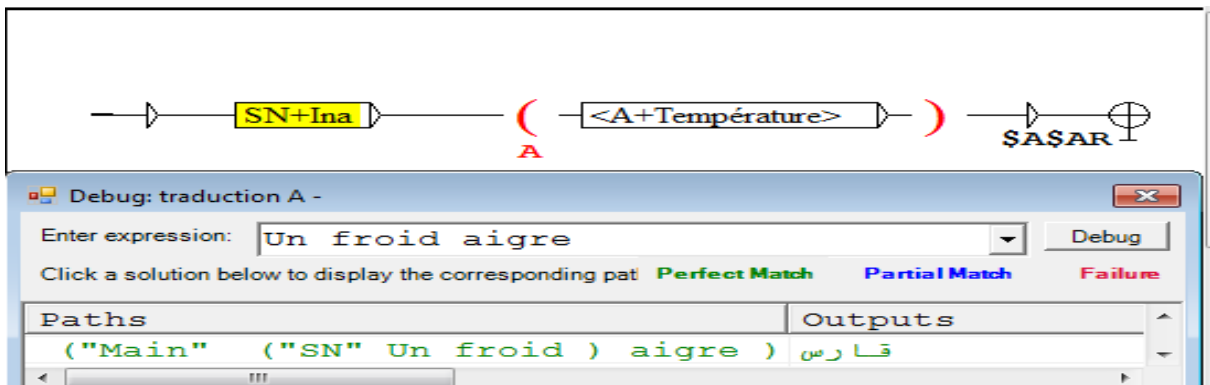 SN+Ina ( <A+Température> )
A $A$AR
Debug: traduction A -
Enter expression: Un froid aigre Debug
Click a solution below to display the corresponding pat Perfect Match Partial Match Failure
Paths Outputs
("Main" ("SN" Un froid ) aigre ) قارس